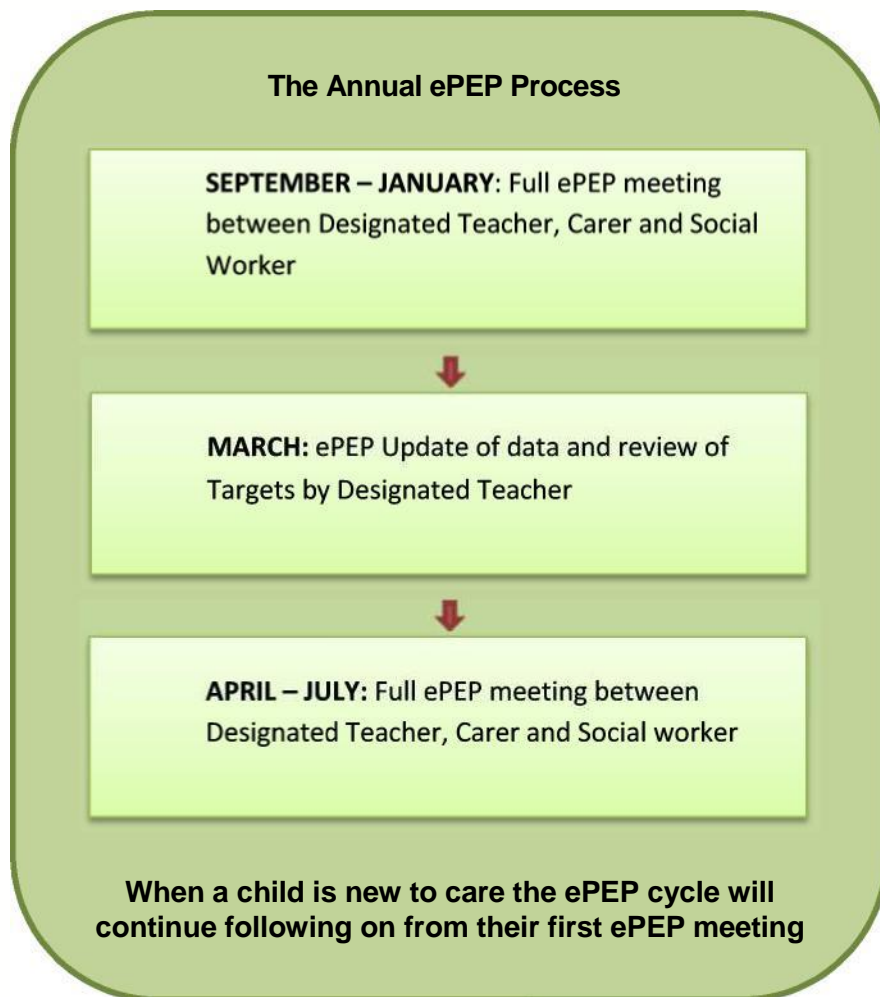 The Annual ePEP Process
SEPTEMBER – JANUARY: Full ePEP meeting
between Designated Teacher, Carer and Social
Worker
MARCH: ePEP Update of data and review of
Targets by Designated Teacher
APRIL – JULY: Full ePEP meeting between
Designated Teacher, Carer and Social worker
When a child is new to care the ePEP cycle will
continue following on from their first ePEP meeting